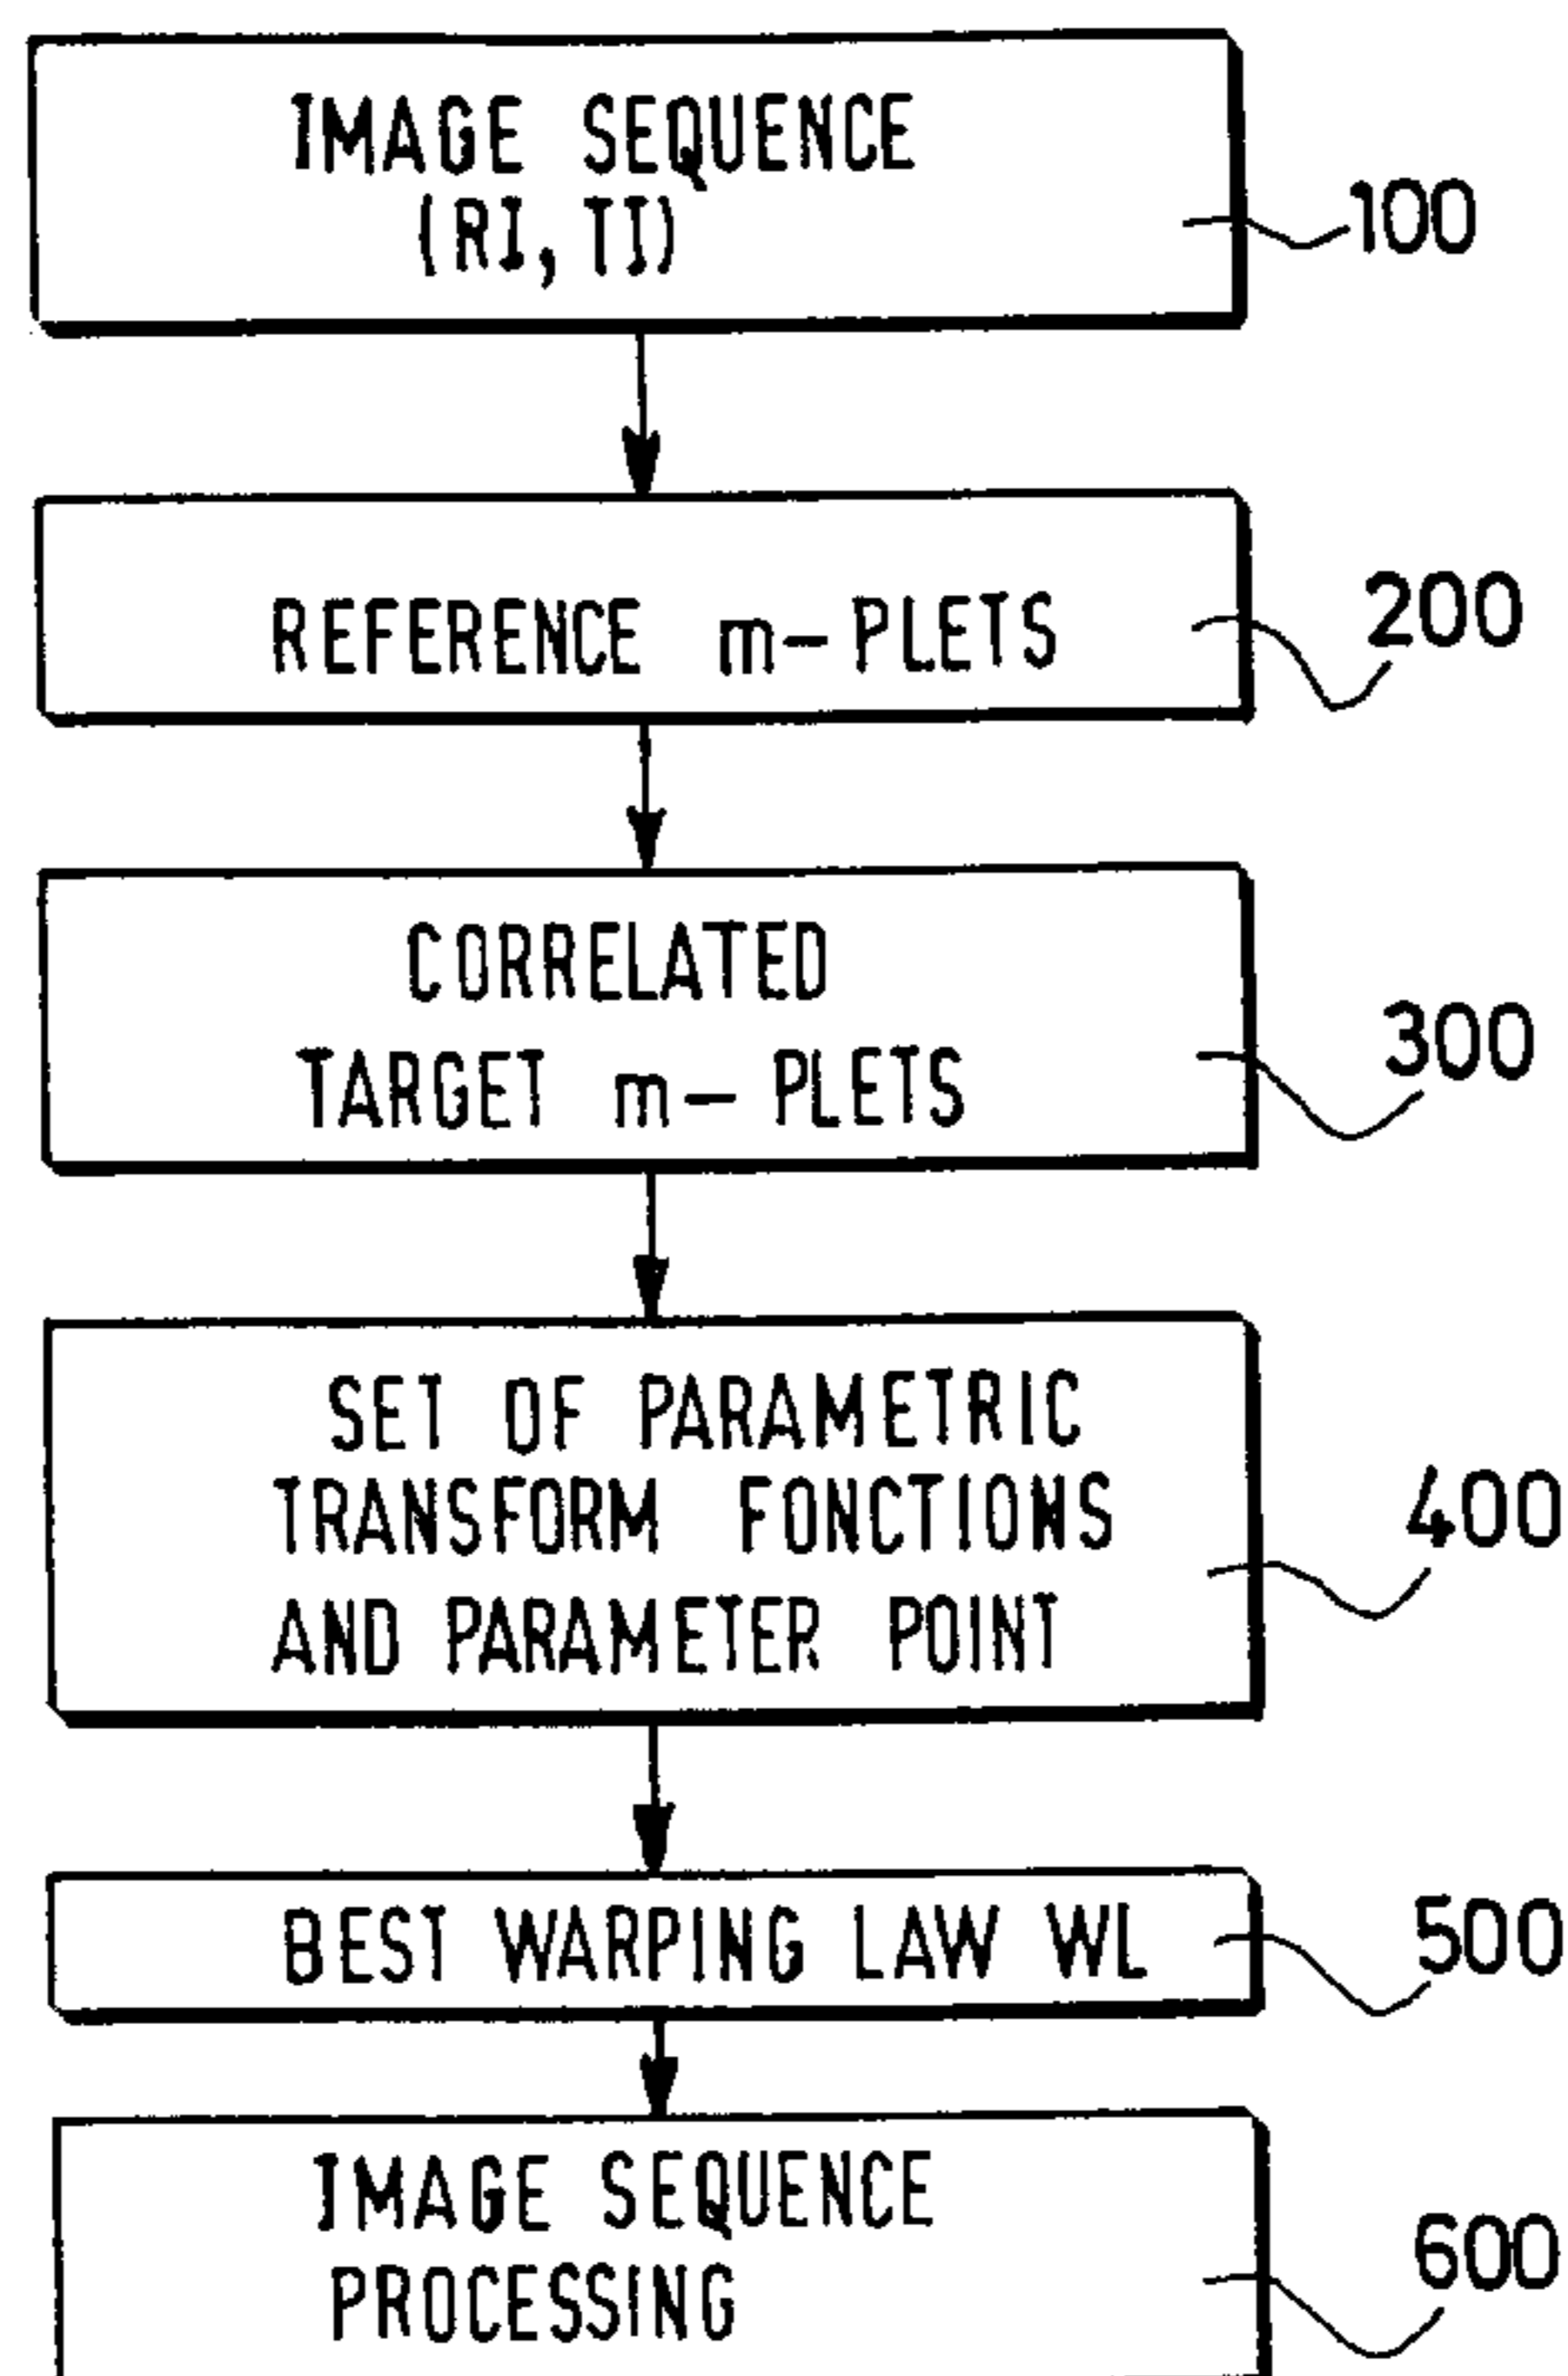 IMAGE SEQUENCE
(RI, TI)
100
REFERENCE m-PLETS
200
CORRELATED
TARGET m-PLETS
300
SET OF PARAMETRIC
TRANSFORM FONCTIONS
AND PARAMETER POINT
400
BEST WARPING LAW WL
500
IMAGE SEQUENCE
PROCESSING
600